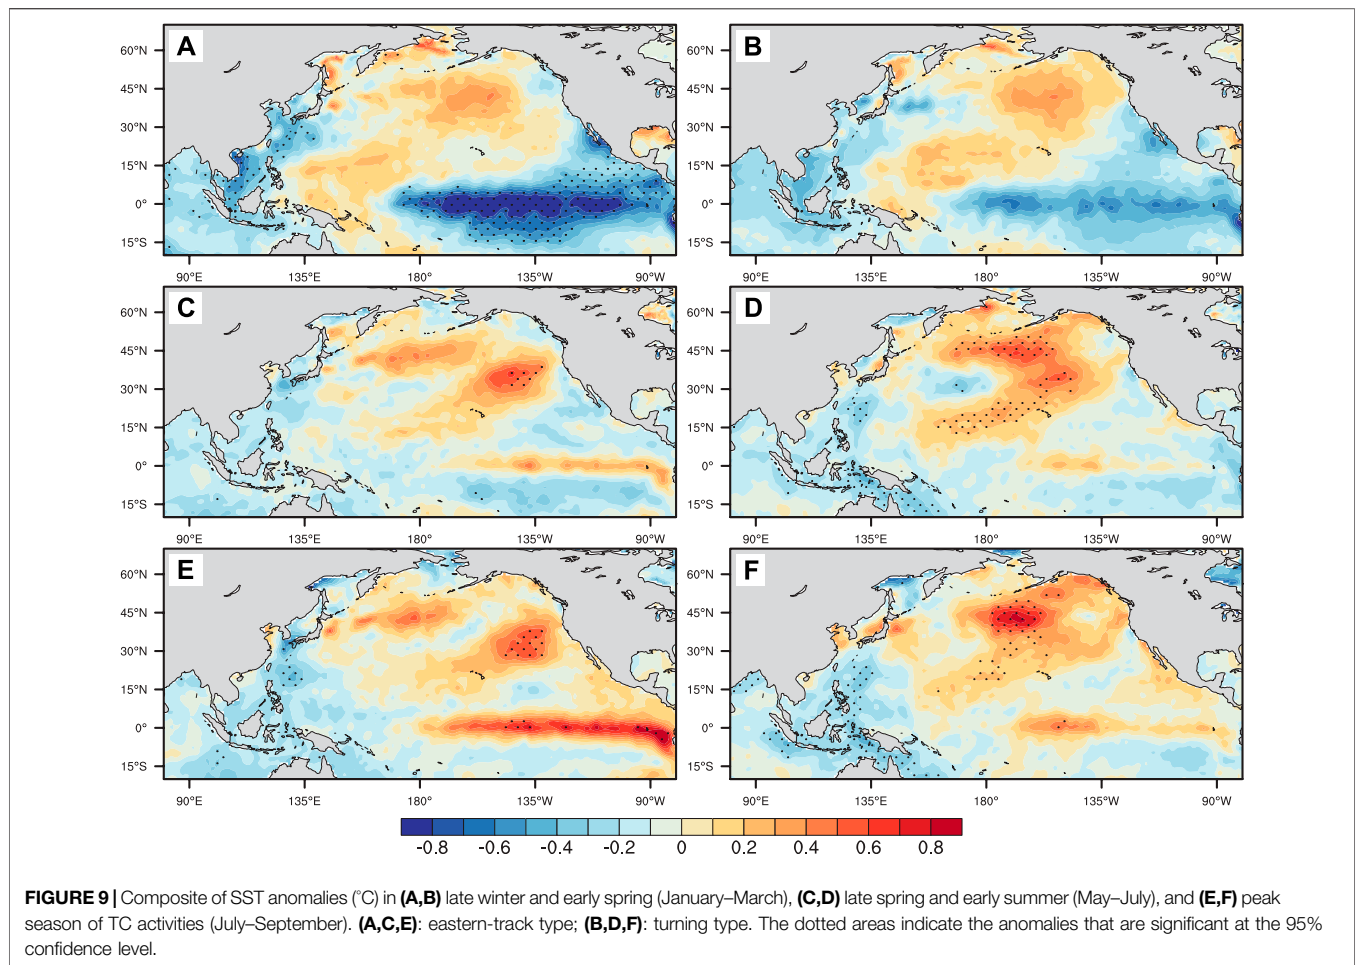 A
B
60°N
45°N
30°N
15°N
0°
15°S
60°N
45°N
30°N
15°N
0°
15°S
90°E 135°E 180° 135°W 90°W
90°E 135°E 180° 135°W 90°W
C
D
60°N
45°N
30°N
15°N
0°
15°S
60°N
45°N
30°N
15°N
0°
15°S
90°E 135°E 180° 135°W 90°W
90°E 135°E 180° 135°W 90°W
E
F
60°N
45°N
30°N
15°N
0°
15°S
60°N
45°N
30°N
15°N
0°
15°S
90°E 135°E 180° 135°W 90°W
90°E 135°E 180° 135°W 90°W
-0.8 -0.6 -0.4 -0.2 0 0.2 0.4 0.6 0.8
FIGURE 9 | Composite of SST anomalies (°C) in (A,B) late winter and early spring (January–March), (C,D) late spring and early summer (May–July), and (E,F) peak
season of TC activities (July–September). (A,C,E): eastern-track type; (B,D,F): turning type. The dotted areas indicate the anomalies that are significant at the 95%
confidence level.